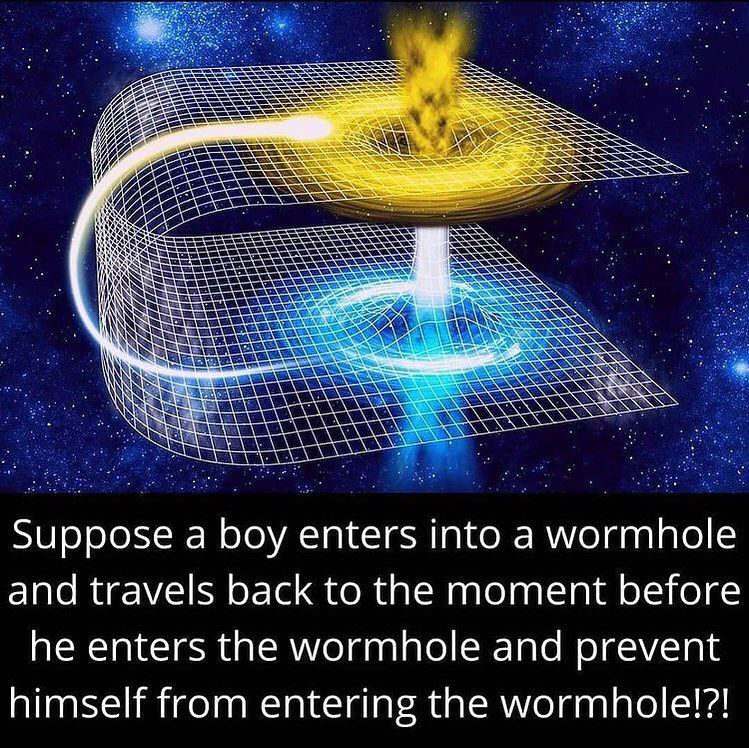 Suppose a boy enters into a wormhole
and travels back to the moment before
he enters the wormhole and prevent
himself from entering the wormhole!?!